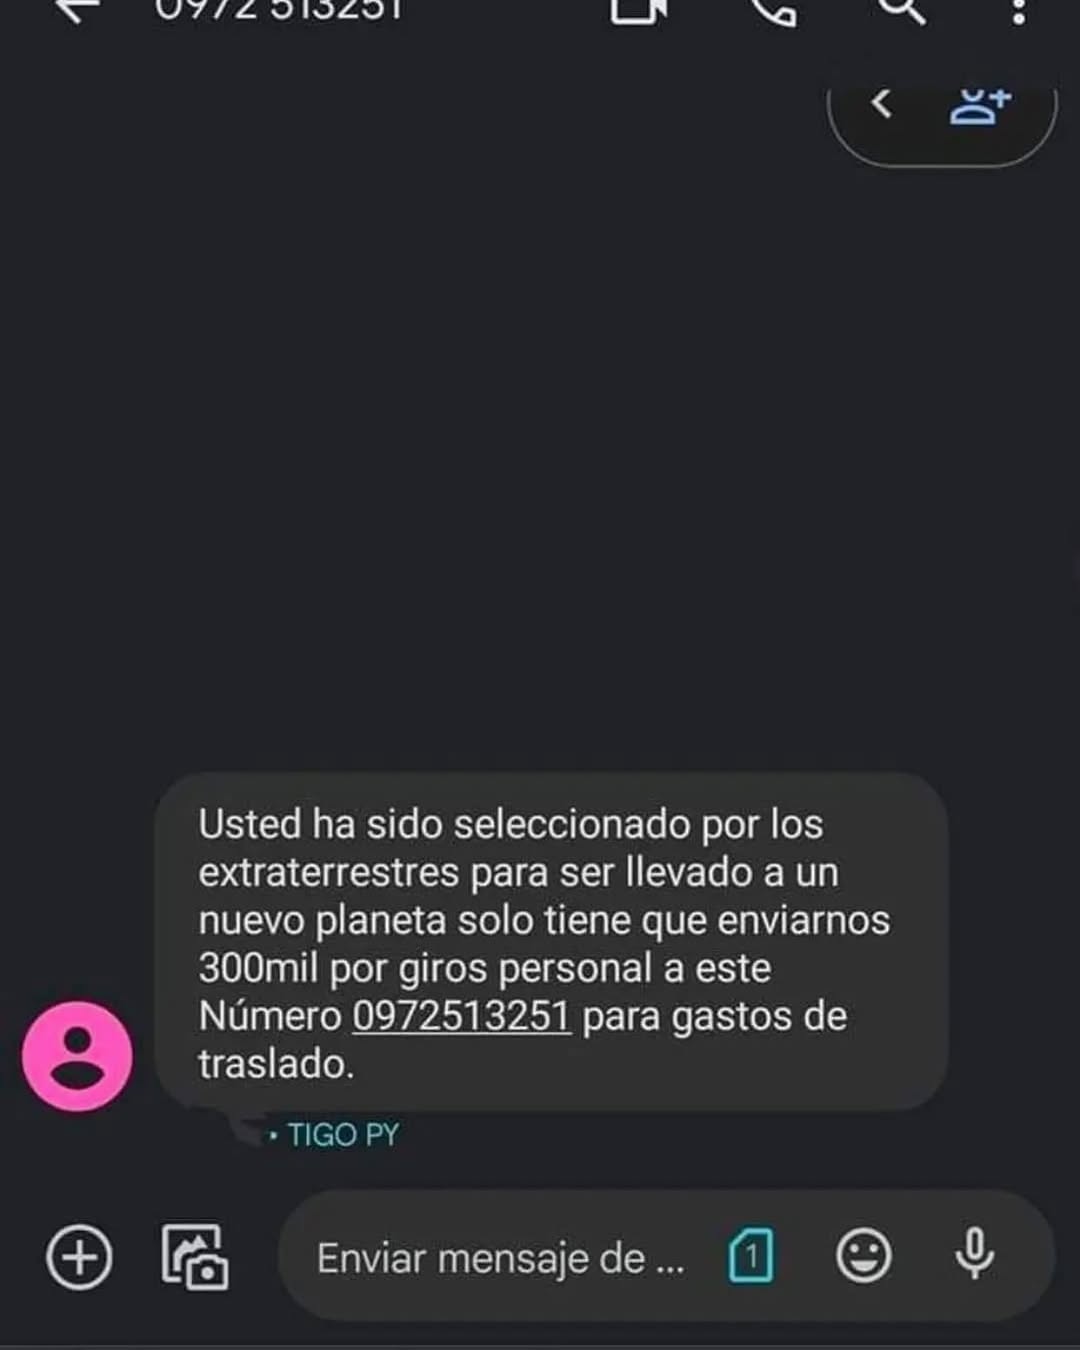 0972 513251
Usted ha sido seleccionado por los
extraterrestres para ser llevado a un
nuevo planeta solo tiene que enviarnos
300mil por giros personal a este
Número 0972513251 para gastos de
traslado.
• TIGO PY
Enviar mensaje de ...
1